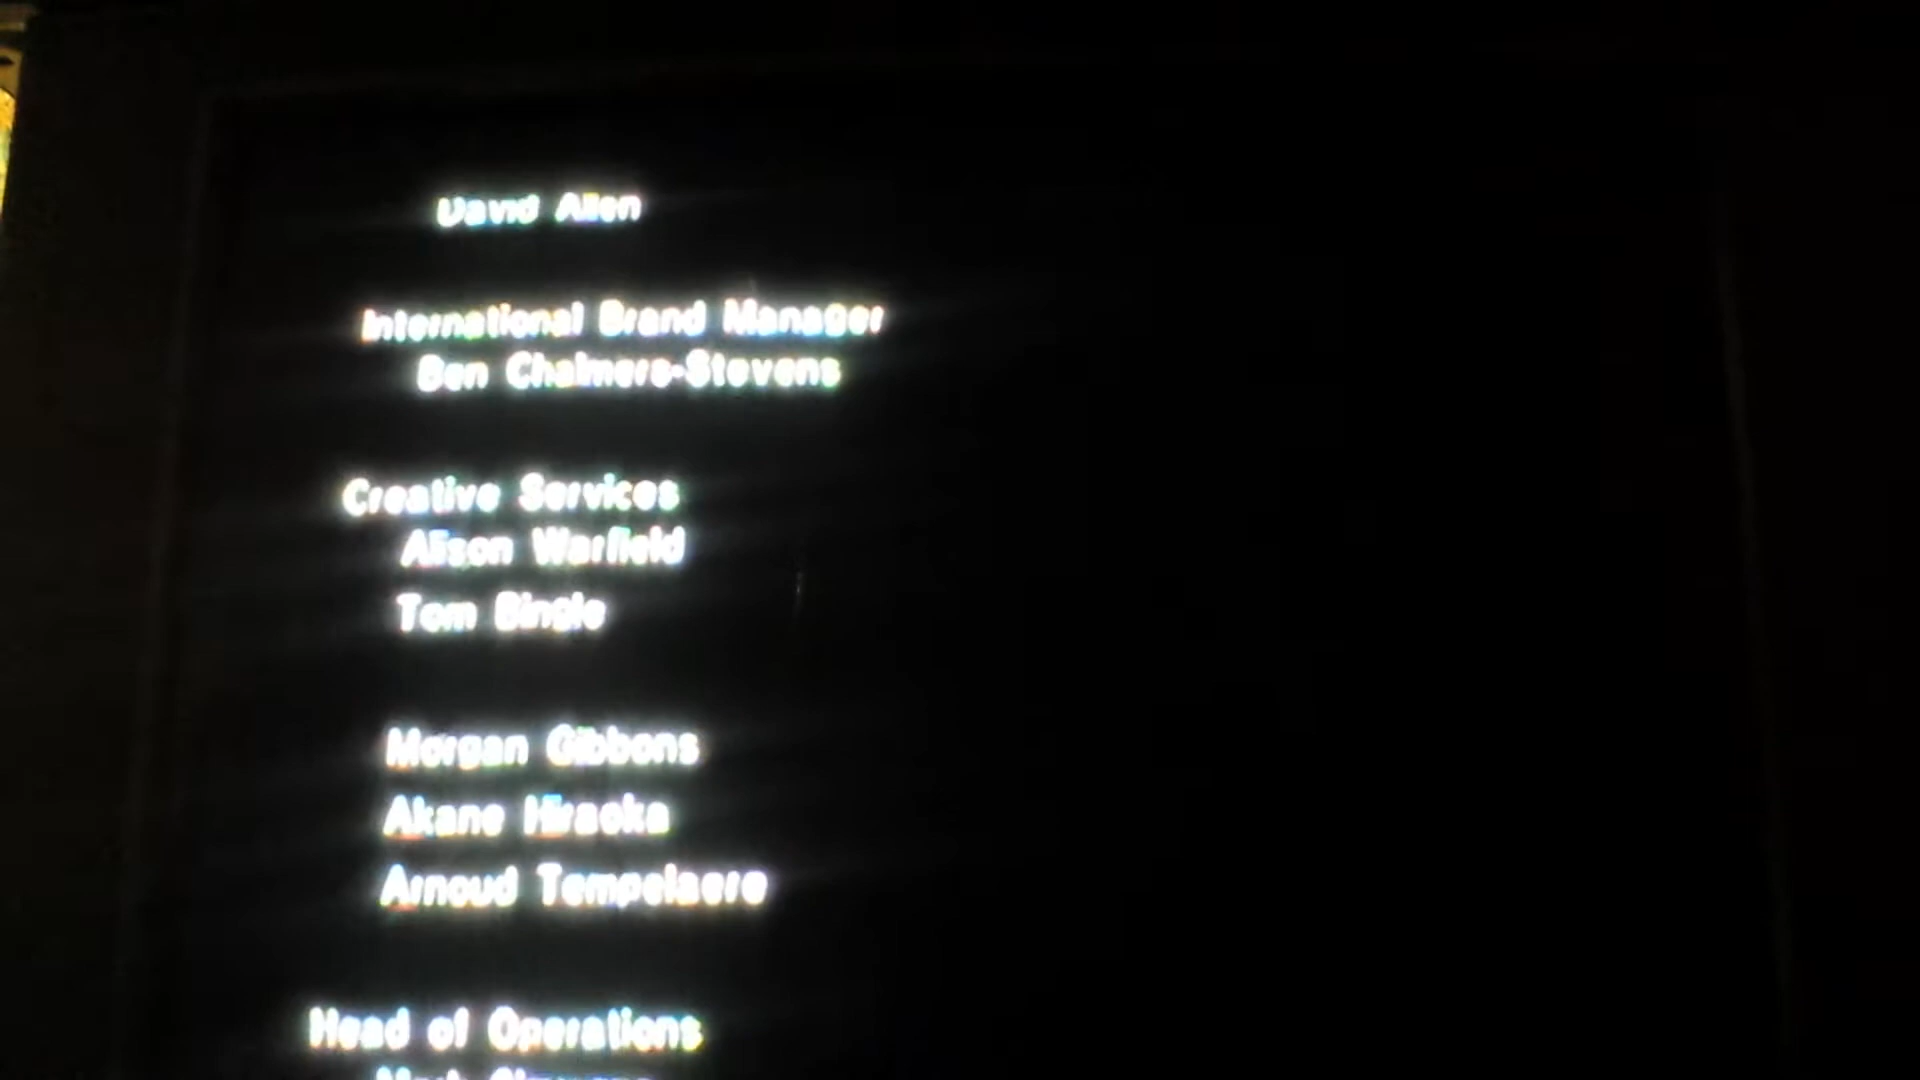 David Allen
International Brand Manager
Ben Chalmers-Stevens
Creative Services
Alison Warfield
Tom Bingle
Morgan Gibbons
Akane Hiraoka
Arnoud Tempelaere
Head of Operations